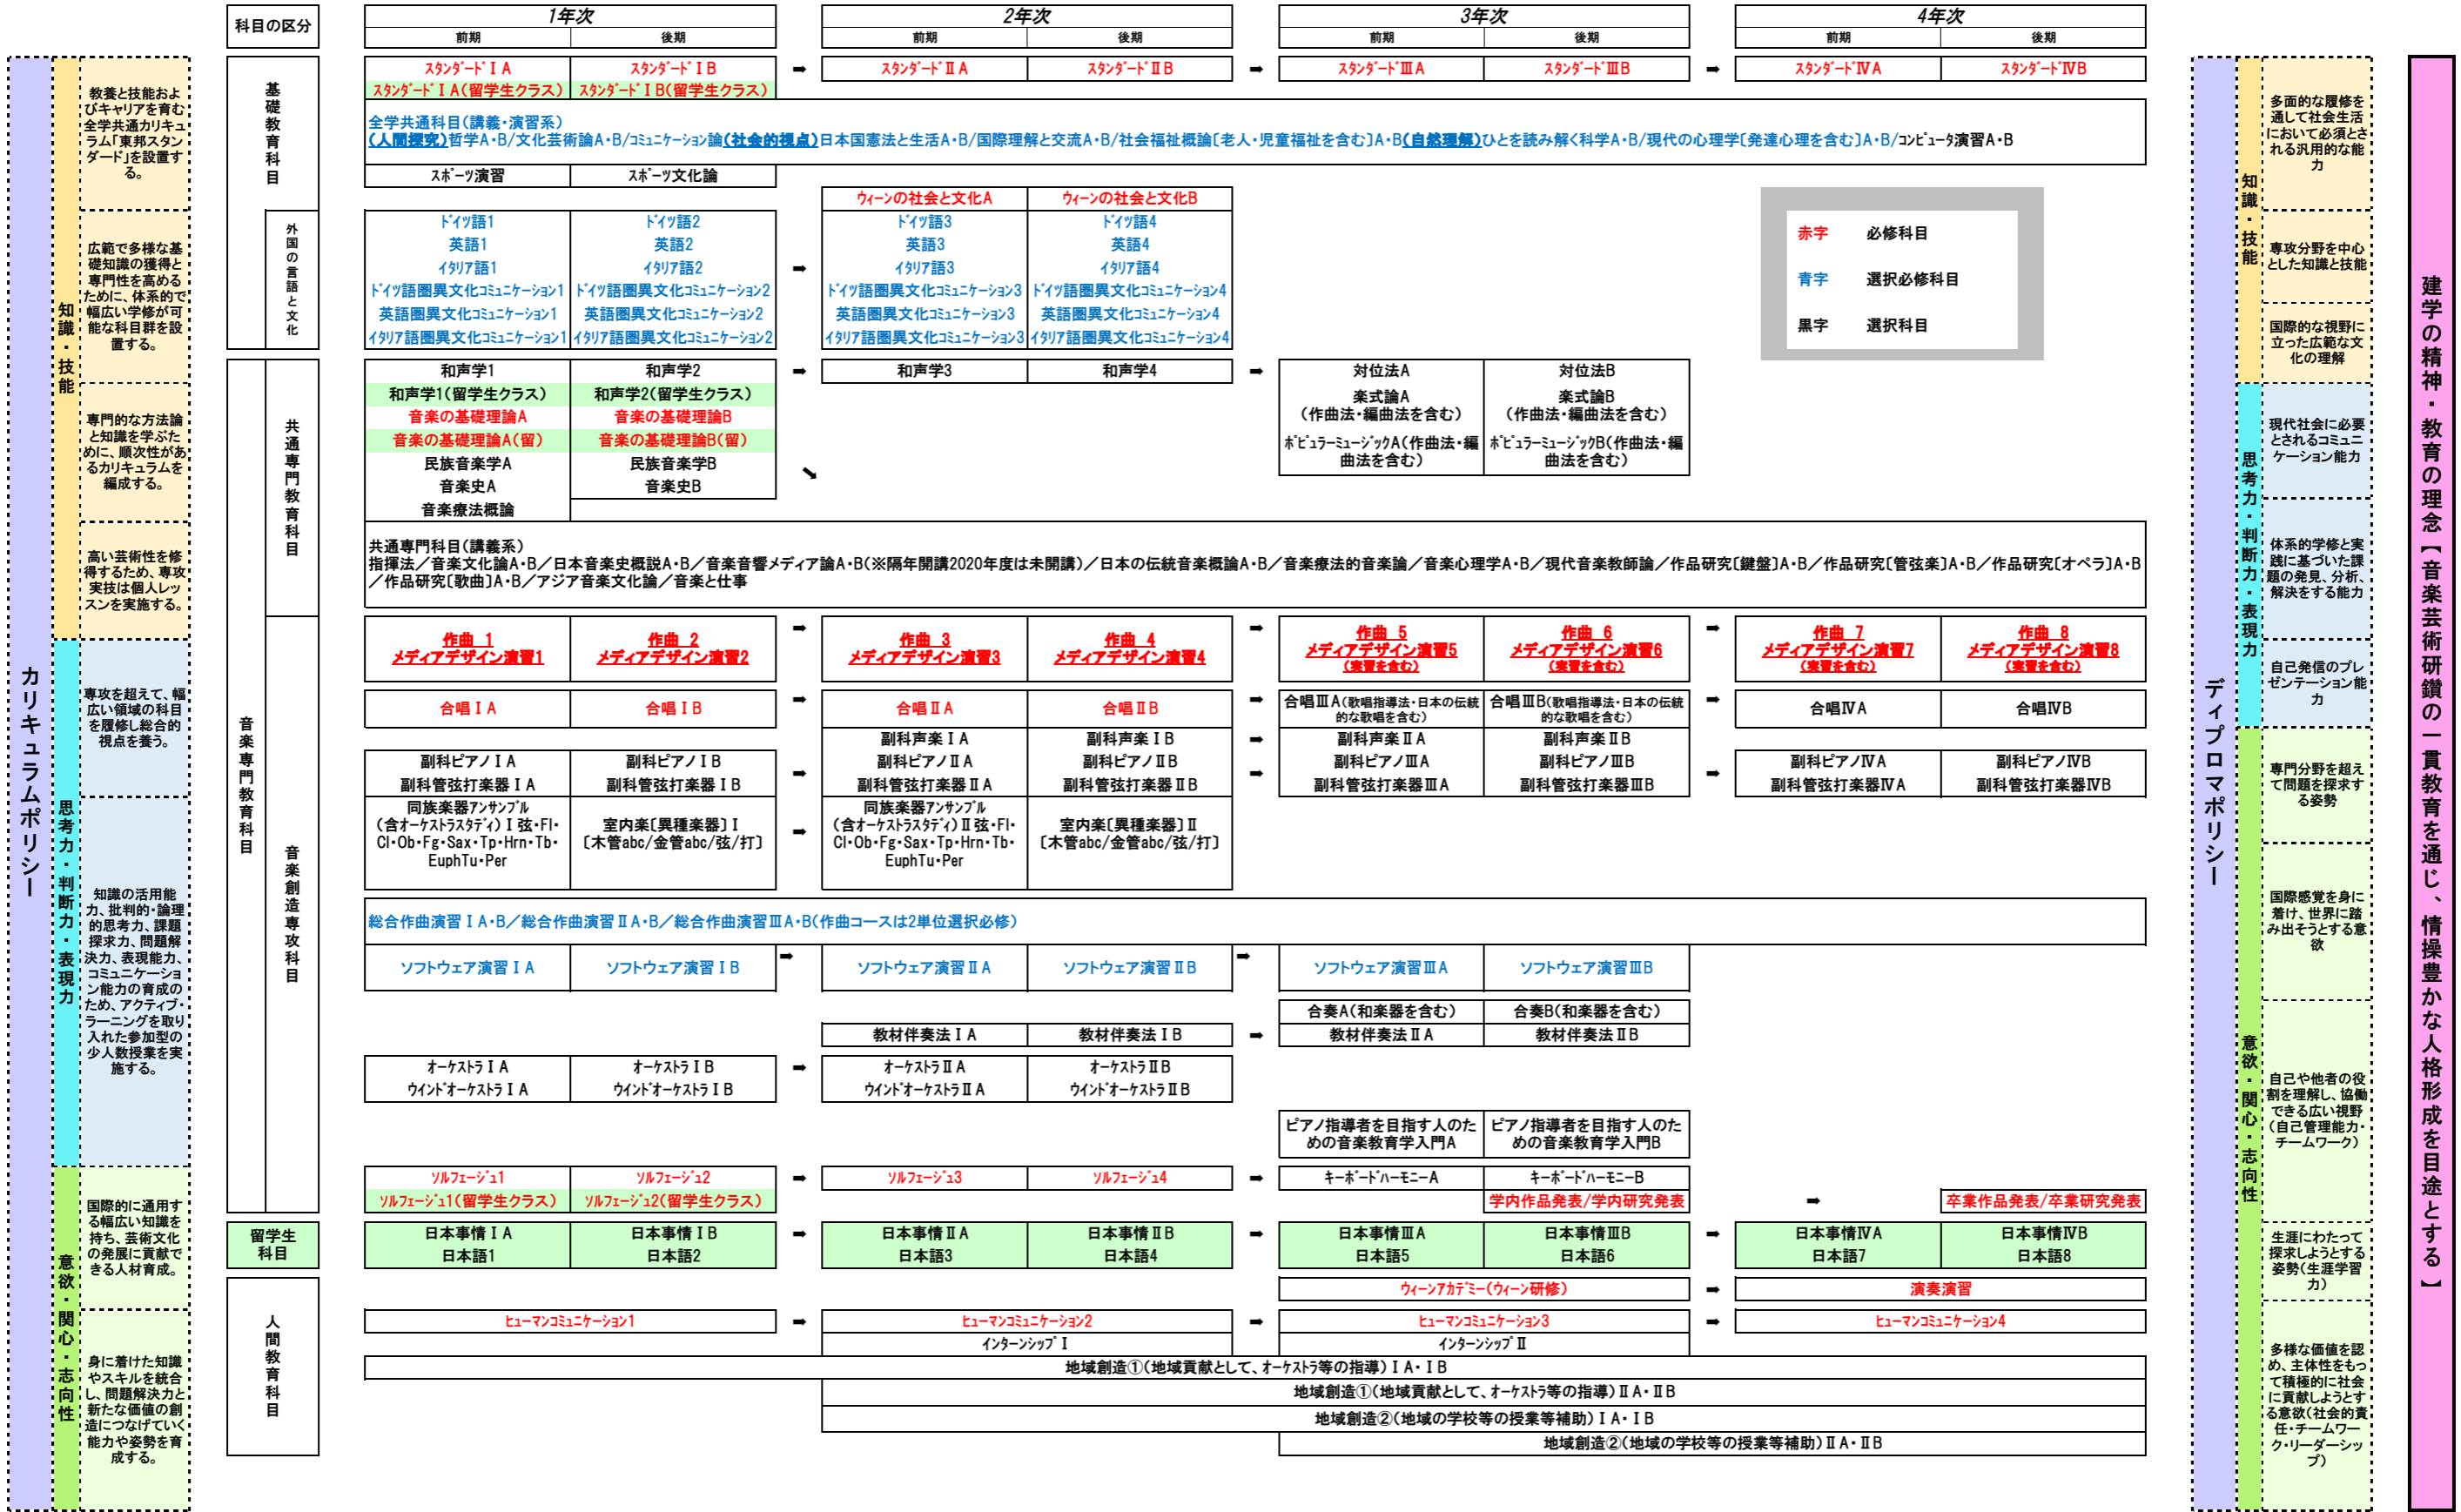 科目の区分
1年次
2年次
3年次
4年次
前期
後期
前期
後期
前期
後期
前期
後期
カリキュラムポリシー
知識・技能
教養と技能およ
びキャリアを育む
全学共通カリキュ
ラム「東邦スタン
ダード」を設置す
る。
広範で多様な基
礎知識の獲得と
専門性を高める
ために、体系的で
幅広い学修が可
能な科目群を設
置する。
専門的な方法論
と知識を学ぶた
めに、順次性があ
るカリキュラムを
編成する。
高い芸術性を修
得するため、専攻
実技は個人レッ
スンを実施する。
思考力・判断力・表現力
専攻を超えて、幅
広い領域の科目
を履修し総合的
視点を養う。
知識の活用能
力、批判的・論理
的思考力、課題
探求力、問題解
決力、表現能力、
コミュニケーショ
ン能力の育成の
ため、アクティブ・
ラーニングを取り
入れた参加型の
少人数授業を実
施する。
意欲・関心・志向性
国際的に通用す
る幅広い知識を
持ち、芸術文化
の発展に貢献で
きる人材育成。
身に着けた知識
やスキルを統合
し、問題解決力と
新たな価値の創
造につなげていく
能力や姿勢を育
成する。
基礎教育科目
スタンダードⅠA
スタンダードⅠB
➡
スタンダードⅡA
スタンダードⅡB
➡
スタンダードⅢA
スタンダードⅢB
➡
スタンダードⅣA
スタンダードⅣB
スタンダードⅠA(留学生クラス)
スタンダードⅠB(留学生クラス)
全学共通科目(講義・演習系)
(人間探究)哲学A・B/文化芸術論A・B/コミュニケーション論(社会的視点)日本国憲法と生活A・B/国際理解と交流A・B/社会福祉概論〔老人・児童福祉を含む〕A・B(自然理解)ひとを読み解く科学A・B/現代の心理学〔発達心理を含む〕A・B/コンピュータ演習A・B
スポーツ演習
スポーツ文化論
ウィーンの社会と文化A
ウィーンの社会と文化B
外国の言語と文化
ドイツ語1
ドイツ語2
ドイツ語3
ドイツ語4
英語1
英語2
英語3
英語4
イタリア語1
イタリア語2
➡
イタリア語3
イタリア語4
ドイツ語圏異文化コミュニケーション1
ドイツ語圏異文化コミュニケーション2
ドイツ語圏異文化コミュニケーション3
ドイツ語圏異文化コミュニケーション4
英語圏異文化コミュニケーション1
英語圏異文化コミュニケーション2
英語圏異文化コミュニケーション3
英語圏異文化コミュニケーション4
イタリア語圏異文化コミュニケーション1
イタリア語圏異文化コミュニケーション2
イタリア語圏異文化コミュニケーション3
イタリア語圏異文化コミュニケーション4
赤字 必修科目
青字 選択必修科目
黒字 選択科目
音楽専門教育科目
共通専門教育科目
和声学1
和声学2
➡
和声学3
和声学4
➡
対位法A
対位法B
和声学1(留学生クラス)
和声学2(留学生クラス)
楽式論A
(作曲法・編曲法を含む)
楽式論B
(作曲法・編曲法を含む)
音楽の基礎理論A
音楽の基礎理論B
音楽の基礎理論A(留)
音楽の基礎理論B(留)
ポピュラーミュージックA(作曲法・編
曲法を含む)
ポピュラーミュージックB(作曲法・編
曲法を含む)
民族音楽学A
民族音楽学B
➘
音楽史A
音楽史B
音楽療法概論
共通専門科目(講義系)
指揮法／音楽文化論A・B／日本音楽史概説A・B／音楽音響メディア論A・B(※隔年開講2020年度は未開講)／日本の伝統音楽概論A・B／音楽療法的音楽論／音楽心理学A・B／現代音楽教師論／作品研究〔鍵盤〕A・B／作品研究〔管弦楽〕A・B／作品研究〔オペラ〕A・B
／作品研究〔歌曲〕A・B／アジア音楽文化論／音楽と仕事
音楽創造専攻科目
作曲 1
メディアデザイン演習1
作曲 2
メディアデザイン演習2
➡
作曲 3
メディアデザイン演習3
作曲 4
メディアデザイン演習4
➡
作曲 5
メディアデザイン演習5
(実習を含む)
作曲 6
メディアデザイン演習6
(実習を含む)
➡
作曲 7
メディアデザイン演習7
(実習を含む)
作曲 8
メディアデザイン演習8
(実習を含む)
合唱ⅠA
合唱ⅠB
➡
合唱ⅡA
合唱ⅡB
➡
合唱ⅢA(歌唱指導法・日本の伝統
的な歌唱を含む)
合唱ⅢB(歌唱指導法・日本の伝統
的な歌唱を含む)
➡
合唱ⅣA
合唱ⅣB
副科声楽ⅠA
副科声楽ⅠB
➡
副科声楽ⅡA
副科声楽ⅡB
副科ピアノⅠA
副科ピアノⅠB
副科ピアノⅡA
副科ピアノⅡB
副科ピアノⅢA
副科ピアノⅢB
副科ピアノⅣA
副科ピアノⅣB
➡
➡
➡
副科管弦打楽器ⅠA
副科管弦打楽器ⅠB
副科管弦打楽器ⅡA
副科管弦打楽器ⅡB
副科管弦打楽器ⅢA
副科管弦打楽器ⅢB
副科管弦打楽器ⅣA
副科管弦打楽器ⅣB
同族楽器アンサンブル
(含オーケストラスタディ)Ⅰ弦・Fl・
Cl・Ob・Fg・Sax・Tp・Hrn・Tb・
EuphTu・Per
室内楽〔異種楽器〕Ⅰ
〔木管abc/金管abc/弦/打〕
➡
同族楽器アンサンブル
(含オーケストラスタディ)Ⅱ弦・Fl・
Cl・Ob・Fg・Sax・Tp・Hrn・Tb・
EuphTu・Per
室内楽〔異種楽器〕Ⅱ
〔木管abc/金管abc/弦/打〕
総合作曲演習ⅠA・B／総合作曲演習ⅡA・B／総合作曲演習ⅢA・B(作曲コースは2単位選択必修)
ソフトウェア演習ⅠA
ソフトウェア演習ⅠB
➡
ソフトウェア演習ⅡA
ソフトウェア演習ⅡB
➡
ソフトウェア演習ⅢA
ソフトウェア演習ⅢB
合奏A(和楽器を含む)
合奏B(和楽器を含む)
教材伴奏法ⅠA
教材伴奏法ⅠB
➡
教材伴奏法ⅡA
教材伴奏法ⅡB
オーケストラⅠA
オーケストラⅠB
➡
オーケストラⅡA
オーケストラⅡB
ウインドオーケストラⅠA
ウインドオーケストラⅠB
ウインドオーケストラⅡA
ウインドオーケストラⅡB
ピアノ指導者を目指す人のた
めの音楽教育学入門A
ピアノ指導者を目指す人のた
めの音楽教育学入門B
ソルフェージュ1
ソルフェージュ2
➡
ソルフェージュ3
ソルフェージュ4
➡
キーボードハーモニーA
キーボードハーモニーB
ソルフェージュ1(留学生クラス)
ソルフェージュ2(留学生クラス)
学内作品発表/学内研究発表
➡
卒業作品発表/卒業研究発表
留学生
科目
日本事情ⅠA
日本事情ⅠB
➡
日本事情ⅡA
日本事情ⅡB
➡
日本事情ⅢA
日本事情ⅢB
➡
日本事情ⅣA
日本事情ⅣB
日本語1
日本語2
日本語3
日本語4
日本語5
日本語6
日本語7
日本語8
人間教育科目
ウィーンアカデミー(ウィーン研修)
➡
演奏演習
ヒューマンコミュニケーション1
➡
ヒューマンコミュニケーション2
➡
ヒューマンコミュニケーション3
➡
ヒューマンコミュニケーション4
インターンシップⅠ
インターンシップⅡ
地域創造①(地域貢献として、オーケストラ等の指導)ⅠA・ⅠB
地域創造①(地域貢献として、オーケストラ等の指導)ⅡA・ⅡB
地域創造②(地域の学校等の授業等補助)ⅠA・ⅠB
地域創造②(地域の学校等の授業等補助)ⅡA・ⅡB
ディプロマポリシー
知識・技能
多面的な履修を
通して社会生活
において必須とさ
れる汎用的な能
力
専攻分野を中心
とした知識と技能
国際的な視野に
立った広範な文
化の理解
思考力・判断力・表現力
現代社会に必要
とされるコミュニ
ケーション能力
体系的学修と実
践に基づいた課
題の発見、分析、
解決をする能力
自己発信のプレ
ゼンテーション能
力
意欲・関心・志向性
専門分野を超え
て問題を探求す
る姿勢
国際感覚を身に
着け、世界に踏
み出そうとする意
欲
自己や他者の役
割を理解し、協働
できる広い視野
(自己管理能力・
チームワーク)
生涯にわたって
探求しようとする
姿勢(生涯学習
力)
多様な価値を認
め、主体性をもっ
て積極的に社会
に貢献しようとす
る意欲(社会的責
任・チームワー
ク・リーダーシッ
プ)
建学の精神・教育の理念【音楽芸術研鑽の一貫教育を通じ、情操豊かな人格形成を目途とする】